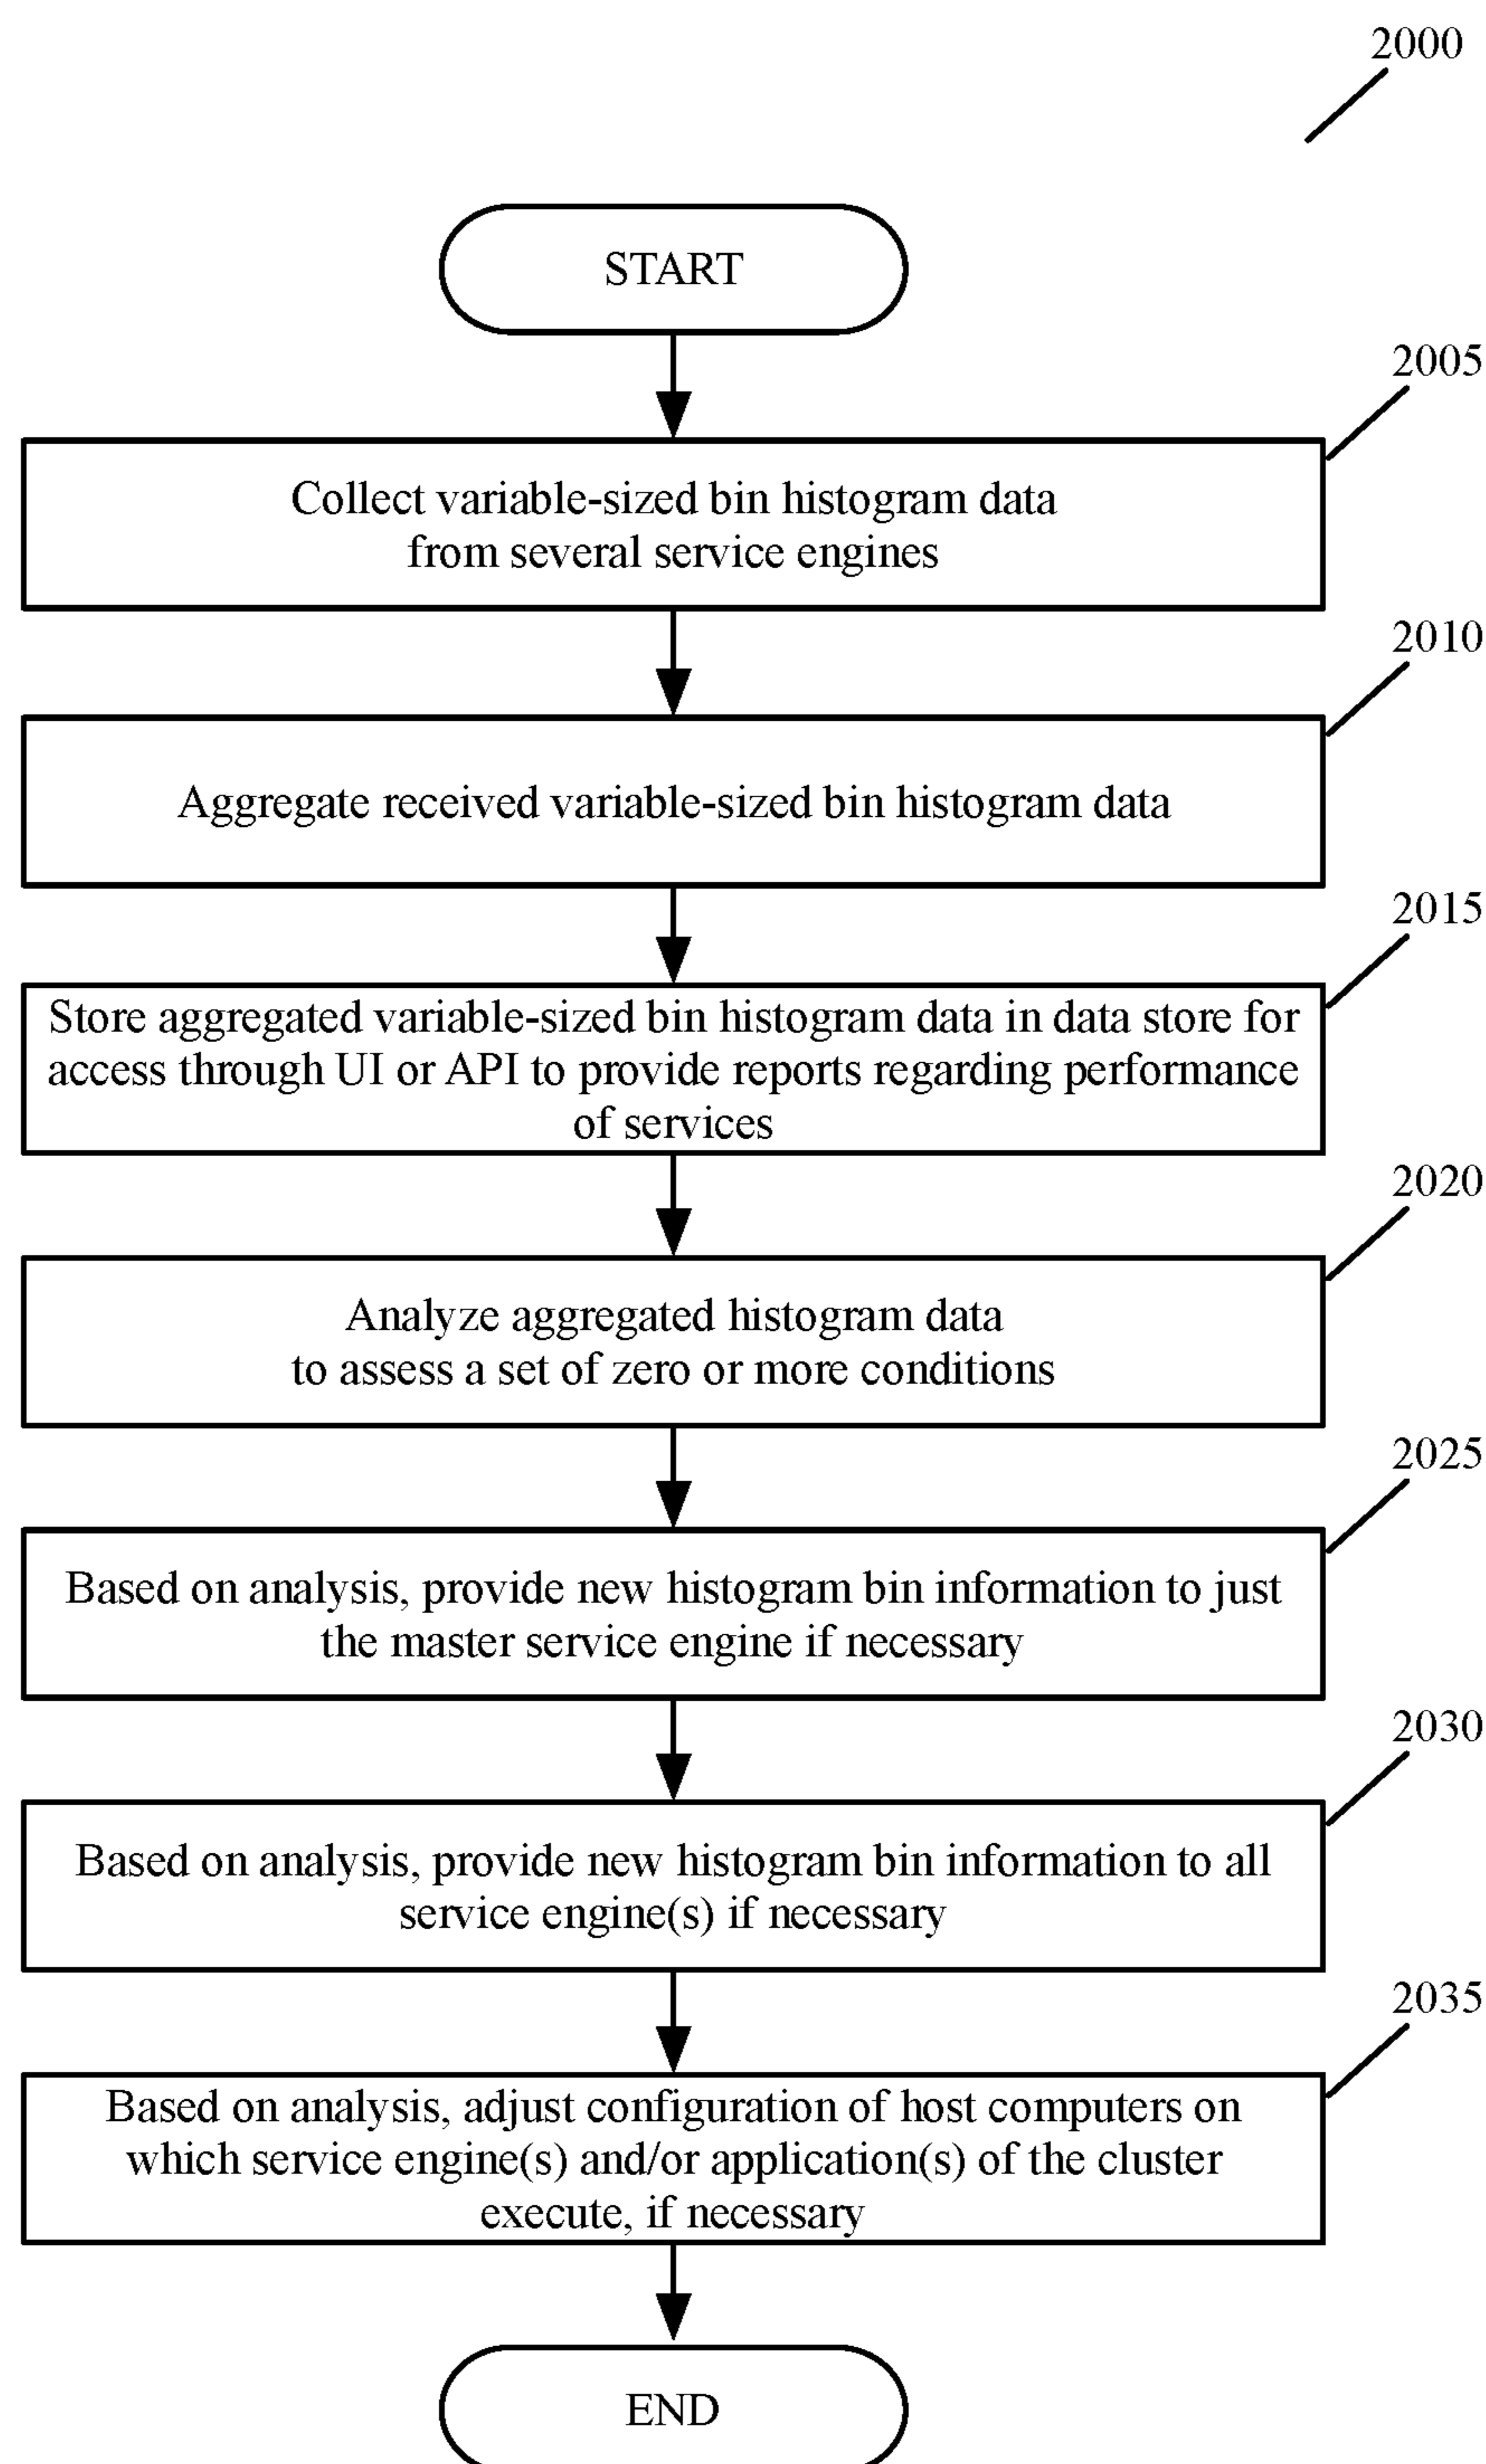 2000
START
2005
Collect variable-sized bin histogram data
from several service engines
2010
Aggregate received variable-sized bin histogram data
2015
Store aggregated variable-sized bin histogram data in data store for
access through UI or API to provide reports regarding performance
of services
2020
Analyze aggregated histogram data
to assess a set of zero or more conditions
2025
Based on analysis, provide new histogram bin information to just
the master service engine if necessary
2030
Based on analysis, provide new histogram bin information to all
service engine(s) if necessary
2035
Based on analysis, adjust configuration of host computers on
which service engine(s) and/or application(s) of the cluster
execute, if necessary
END